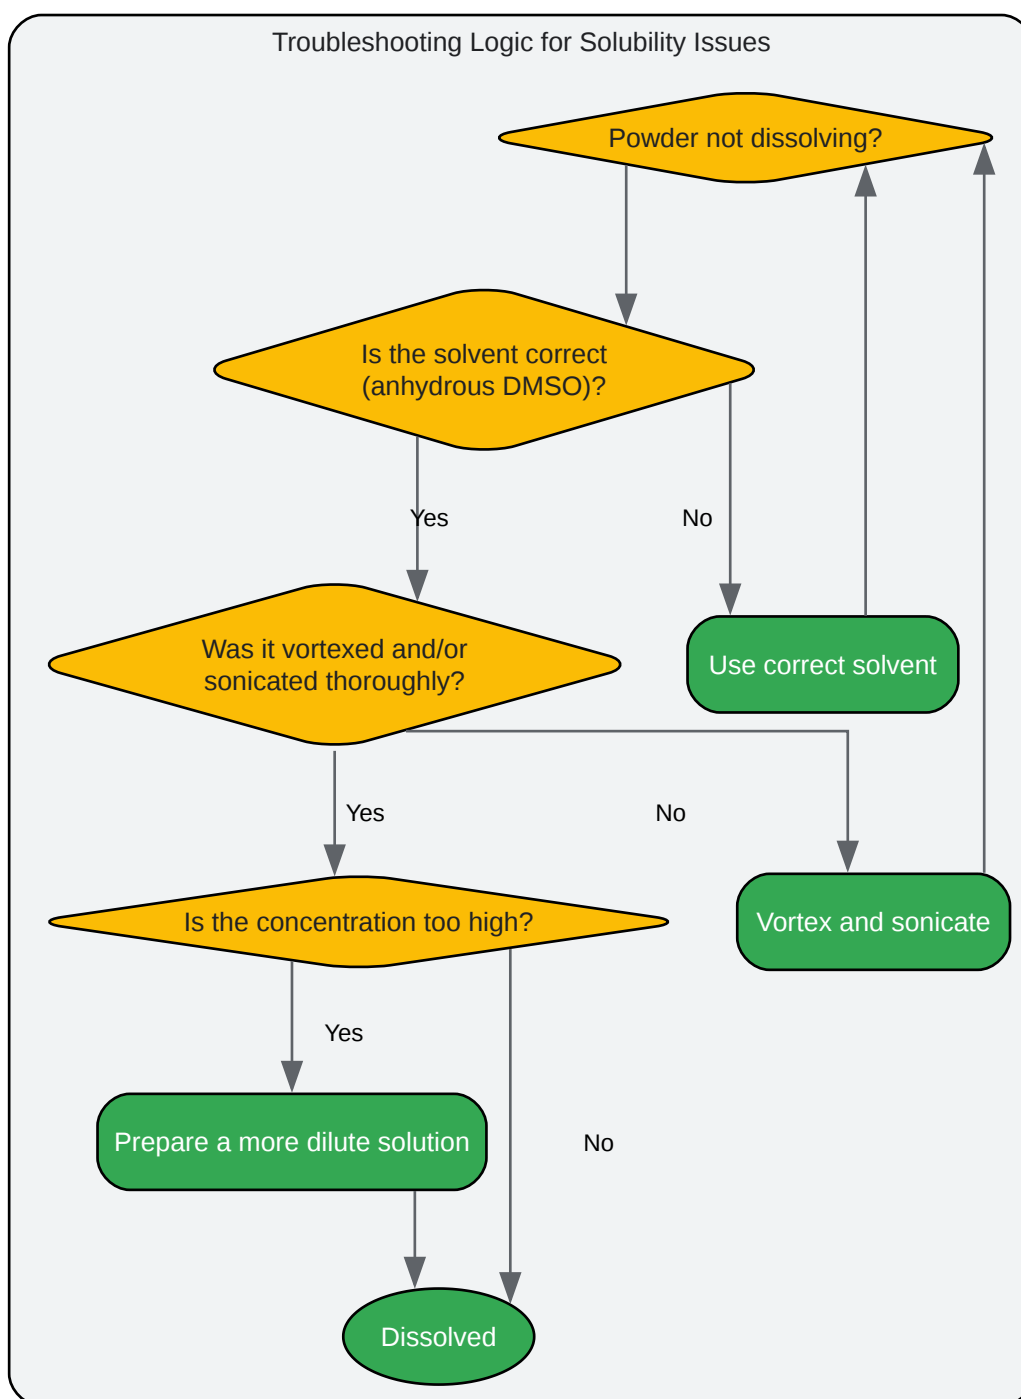 Troubleshooting Logic for Solubility Issues
Powder not dissolving?
Is the solvent correct
(anhydrous DMSO)?
Yes
No
Was it vortexed and/or
sonicated thoroughly?
Use correct solvent
Yes
No
Is the concentration too high?
Vortex and sonicate
Yes
Prepare a more dilute solution
No
Dissolved